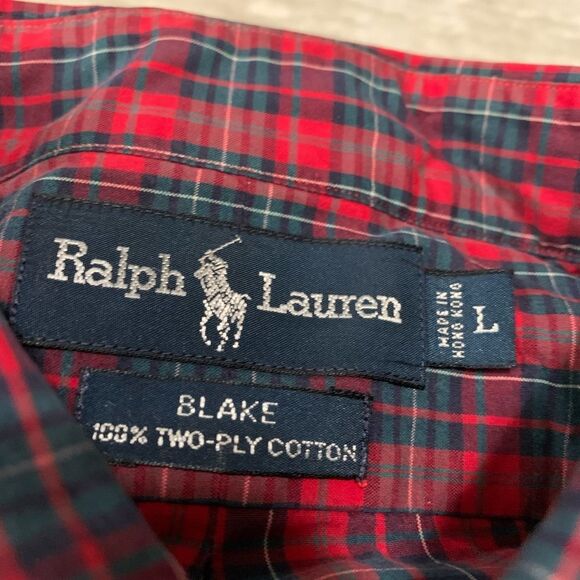 Ralph Lauren
MADE IN
HONG KONG
L
BLAKE
100% TWO-PLY COTTON